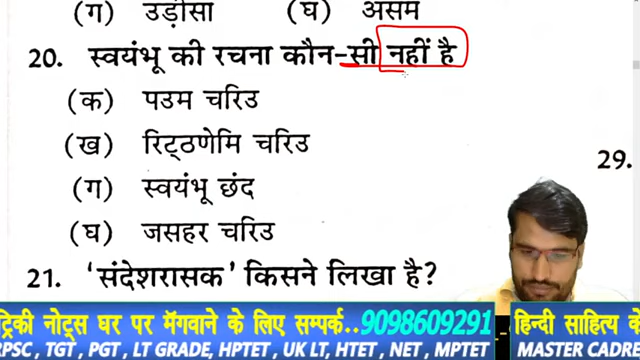 (ग) उड़ीसा (घ) असम
20. स्वयंभू की रचना कौन-सी नहीं है
(क) पउम चरिउ
(ख) रिट्ठणेमि चरिउ
29.
(ग) स्वयंभू छंद
(घ) जसहर चरिउ
21. 'संदेशरासक' किसने लिखा है?
ट्रिकी नोट्स घर पर मँगवाने के लिए सम्पर्क..9098609291 हिन्दी साहित्य के
RPSC, TGT , PGT , LT GRADE, HPTET , UK LT, HTET , NET , MPTET MASTER CADRE